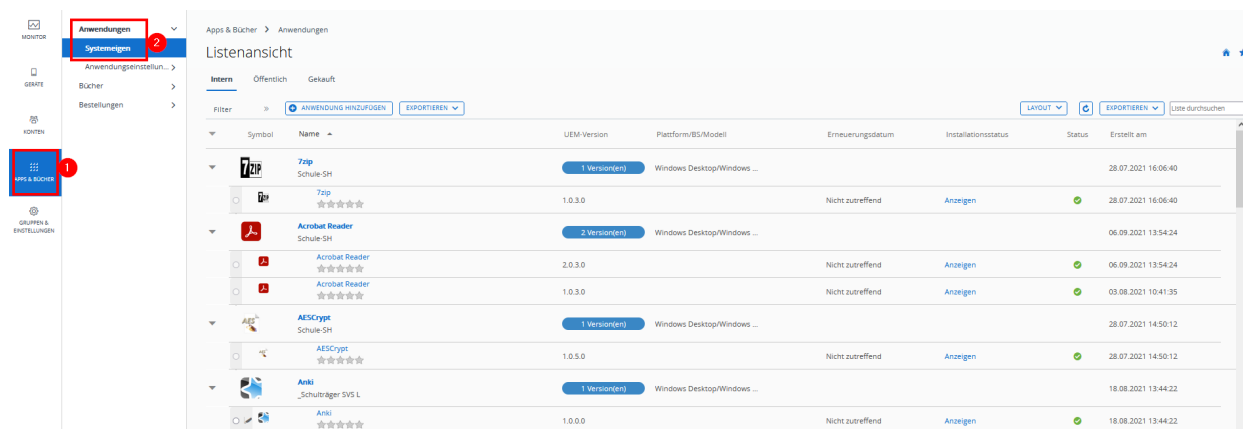 MONITOR
GERÄTE
KONTEN
APPS & BÜCHER
GRUPPEN &
EINSTELLUNGEN
1
Anwendungen
2
Systemeigen
Anwendungseinstellun...
Bücher
Bestellungen
Apps & Bücher > Anwendungen
Listenansicht
Intern Öffentlich Gekauft
Filter » ANWENDUNG HINZUFÜGEN EXPORTIEREN LAYOUT EXPORTIEREN Liste durchsuchen
Symbol Name UEM-Version Plattform/BS/Modell Erneuerungsdatum Installationsstatus Status Erstellt am
7ZIP 7zip 1 Version(en) Windows Desktop/Windows ... 28.07.2021 16:06:40
Schule-SH
7zip 1.0.3.0 Nicht zutreffend Anzeigen 28.07.2021 16:06:40
Acrobat Reader 2 Version(en) Windows Desktop/Windows ... 06.09.2021 13:54:24
Schule-SH
Acrobat Reader 2.0.3.0 Nicht zutreffend Anzeigen 06.09.2021 13:54:24
Acrobat Reader 1.0.3.0 Nicht zutreffend Anzeigen 03.08.2021 10:41:35
AES AESCrypt 1 Version(en) Windows Desktop/Windows ... 28.07.2021 14:50:12
Schule-SH
AESCrypt 1.0.5.0 Nicht zutreffend Anzeigen 28.07.2021 14:50:12
Anki 1 Version(en) Windows Desktop/Windows ... 18.08.2021 13:44:22
_Schulträger SVS L
Anki 1.0.0.0 Nicht zutreffend Anzeigen 18.08.2021 13:44:22